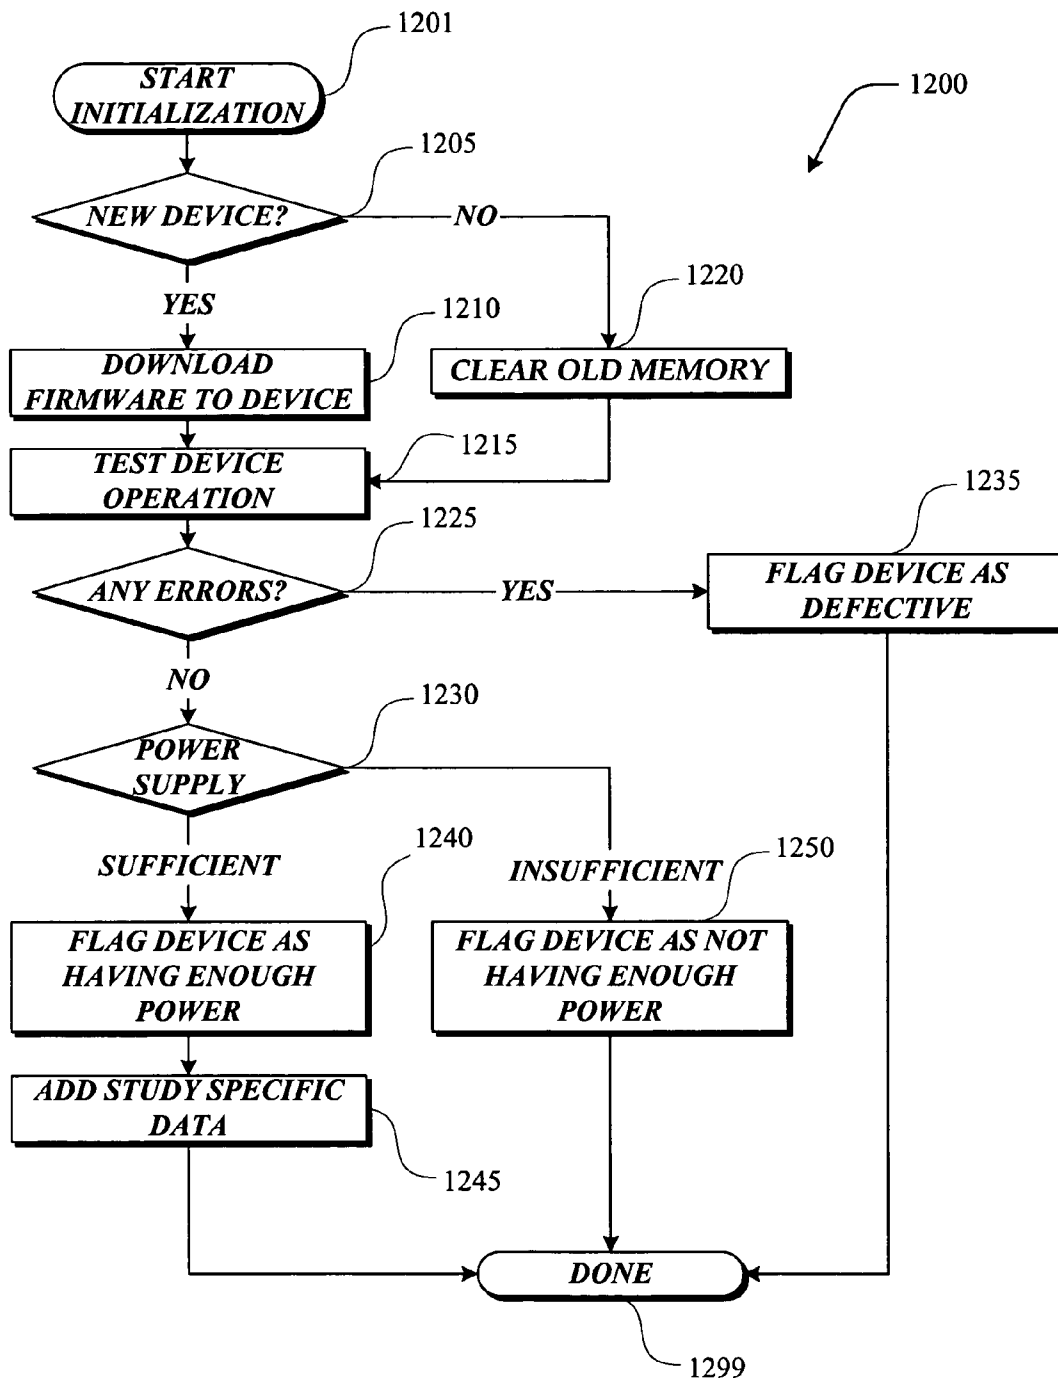 1201
START
INITIALIZATION
1200
1205
NEW DEVICE?
NO
YES
1220
1210
DOWNLOAD
FIRMWARE TO DEVICE
CLEAR OLD MEMORY
1215
TEST DEVICE
OPERATION
1225
1235
ANY ERRORS?
YES
FLAG DEVICE AS
DEFECTIVE
NO
1230
POWER
SUPPLY
SUFFICIENT
1240
INSUFFICIENT
1250
FLAG DEVICE AS
HAVING ENOUGH
POWER
FLAG DEVICE AS NOT
HAVING ENOUGH
POWER
ADD STUDY SPECIFIC
DATA
1245
DONE
1299